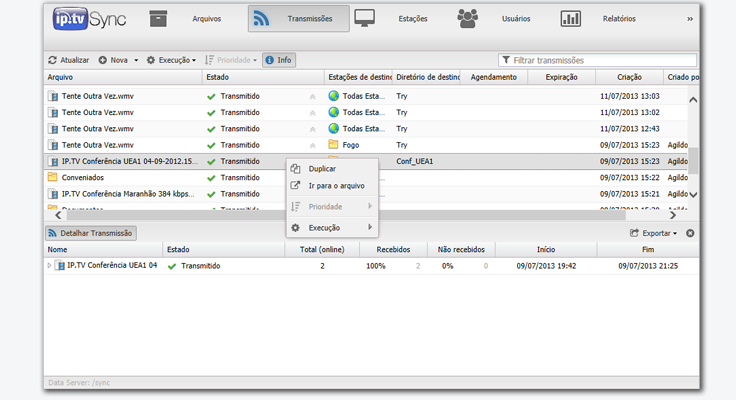 ip.tv Sync Arquivos Transmissões Estações Usuários Relatórios »
Atualizar Nova Execução Prioridade Info Filtrar transmissões
Arquivo Estado Estações de destino Diretório de destino Agendamento Expiração Criação Criado po
Tente Outra Vez.wmv Transmitido Todas Esta... Try 11/07/2013 13:03
Tente Outra Vez.wmv Transmitido Todas Esta... Try 11/07/2013 13:02
Tente Outra Vez.wmv Transmitido Todas Esta... Try 11/07/2013 12:43
Tente Outra Vez.wmv Transmitido Fogo Try 09/07/2013 15:23 Agildo
IP.TV Conferência UEA1 04-09-2012.15... Transmitido Conf_UEA1 09/07/2013 15:23 Agildo
Conveniados Transmitido 09/07/2013 15:22 Agildo
IP.TV Conferência Maranhão 384 kbps... Transmitido 09/07/2013 15:21 Agildo
Documentos Transmitido 09/07/2013 15:20 Agildo
Duplicar
Ir para o arquivo
Prioridade
Execução
Detalhar Transmissão Exportar
Nome Estado Total (online) Recebidos Não recebidos Início Fim
IP.TV Conferência UEA1 04 Transmitido 2 100% 2 0% 0 09/07/2013 19:42 09/07/2013 21:25
Data Server: /sync